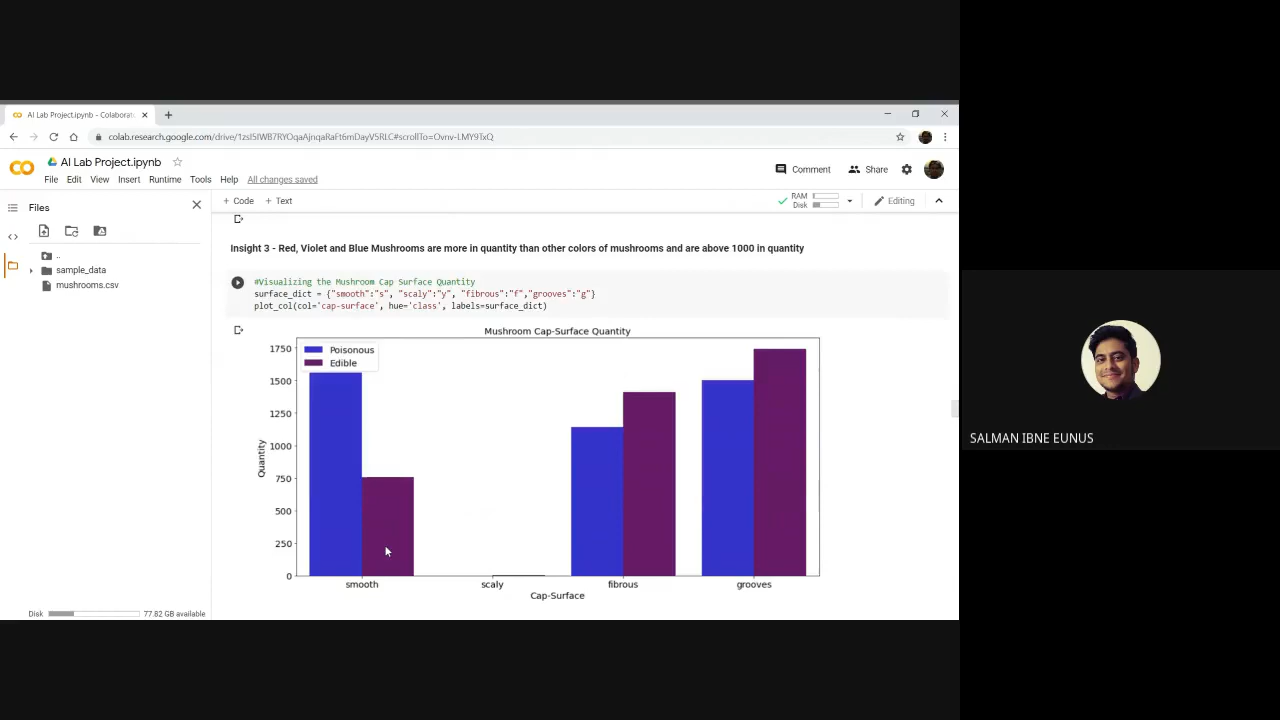 AI Lab Project.ipynb - Colaborat
colab.research.google.com/drive/1zsI5IWB7RYOqaAjnqaRaFt6mDayV5RLC#scrollTo=Ovnv-LMY9TxQ
AI Lab Project.ipynb
Comment
Share
File Edit View Insert Runtime Tools Help All changes saved
Files
+ Code + Text
RAM
Disk
Editing
..
sample_data
mushrooms.csv
Insight 3 - Red, Violet and Blue Mushrooms are more in quantity than other colors of mushrooms and are above 1000 in quantity
#Visualizing the Mushroom Cap Surface Quantity
surface_dict = {"smooth":"s", "scaly":"y", "fibrous":"f","grooves":"g"}
plot_col(col='cap-surface', hue='class', labels=surface_dict)
Mushroom Cap-Surface Quantity
Poisonous
Edible
1750
1500
1250
1000
750
500
250
0
Quantity
smooth scaly fibrous grooves
Cap-Surface
Disk 77.82 GB available
SALMAN IBNE EUNUS